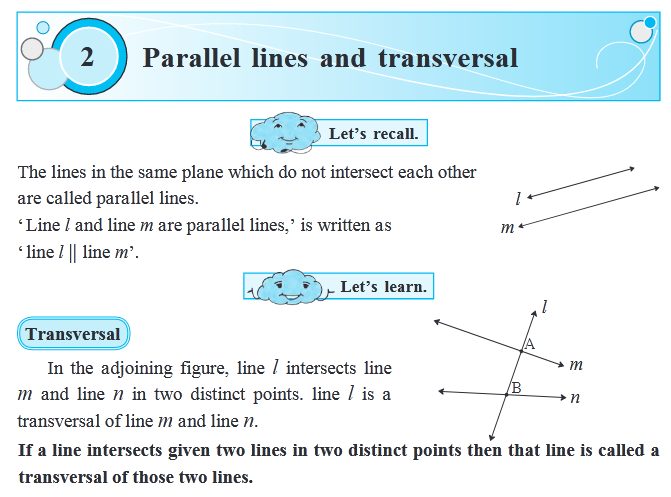 2 Parallel lines and transversal
Let's recall.
The lines in the same plane which do not intersect each other
are called parallel lines.
‘Line l and line m are parallel lines,’ is written as
‘line l || line m’.
l
m
Let's learn.
Transversal
In the adjoining figure, line l intersects line
m and line n in two distinct points. line l is a
transversal of line m and line n.
l
A
m
B
n
If a line intersects given two lines in two distinct points then that line is called a
transversal of those two lines.